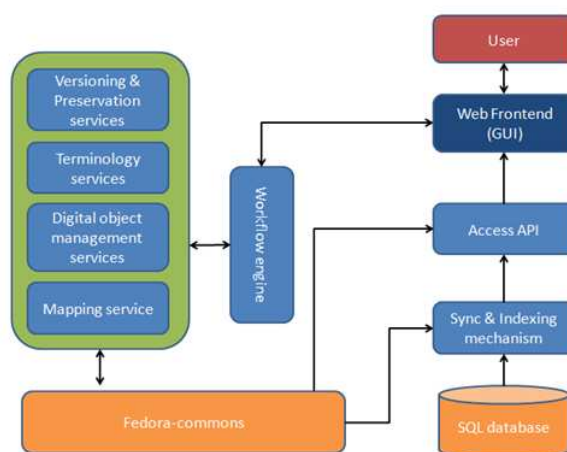 User
Versioning &
Preservation
services
Web Frontend
(GUI)
Terminology
services
Workflow engine
Digital object
management
services
Access API
Mapping service
Sync & Indexing
mechanism
Fedora-commons
SQL database